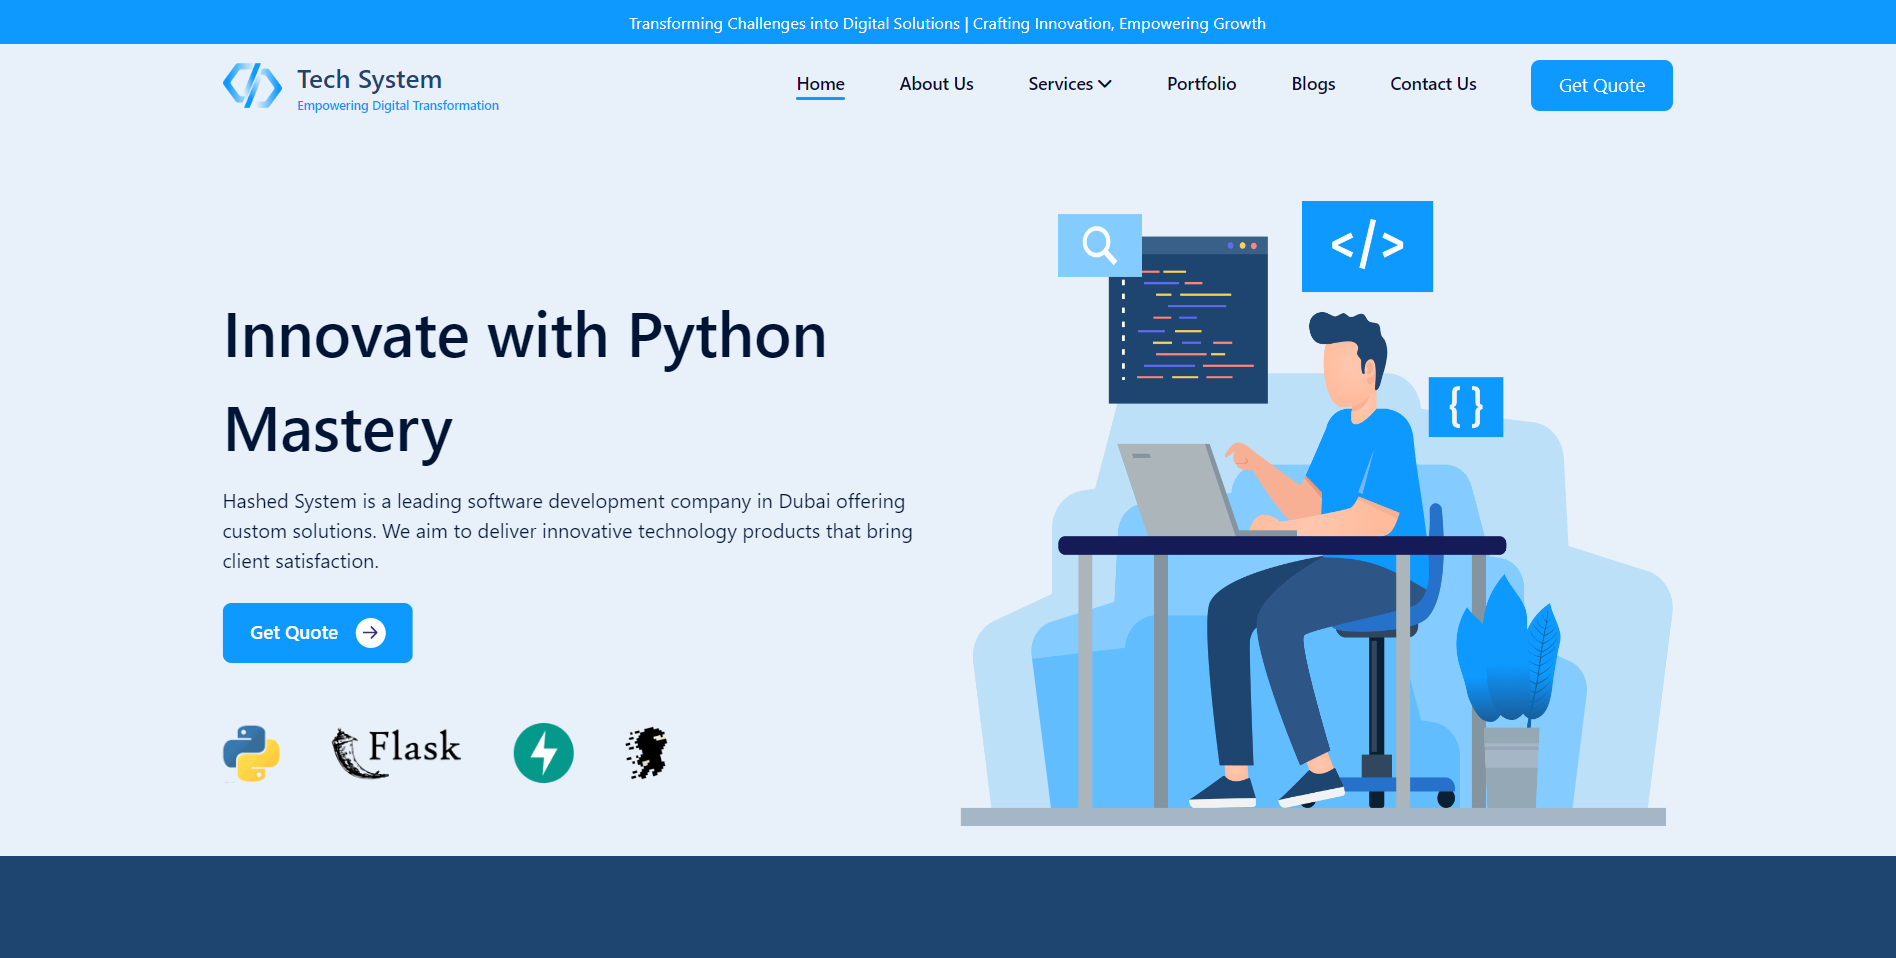 Transforming Challenges into Digital Solutions | Crafting Innovation, Empowering Growth
Tech System
Empowering Digital Transformation
Home
About Us
Services
Portfolio
Blogs
Contact Us
Get Quote
</>
{ }
Innovate with Python
Mastery
Hashed System is a leading software development company in Dubai offering
custom solutions. We aim to deliver innovative technology products that bring
client satisfaction.
Get Quote
Flask